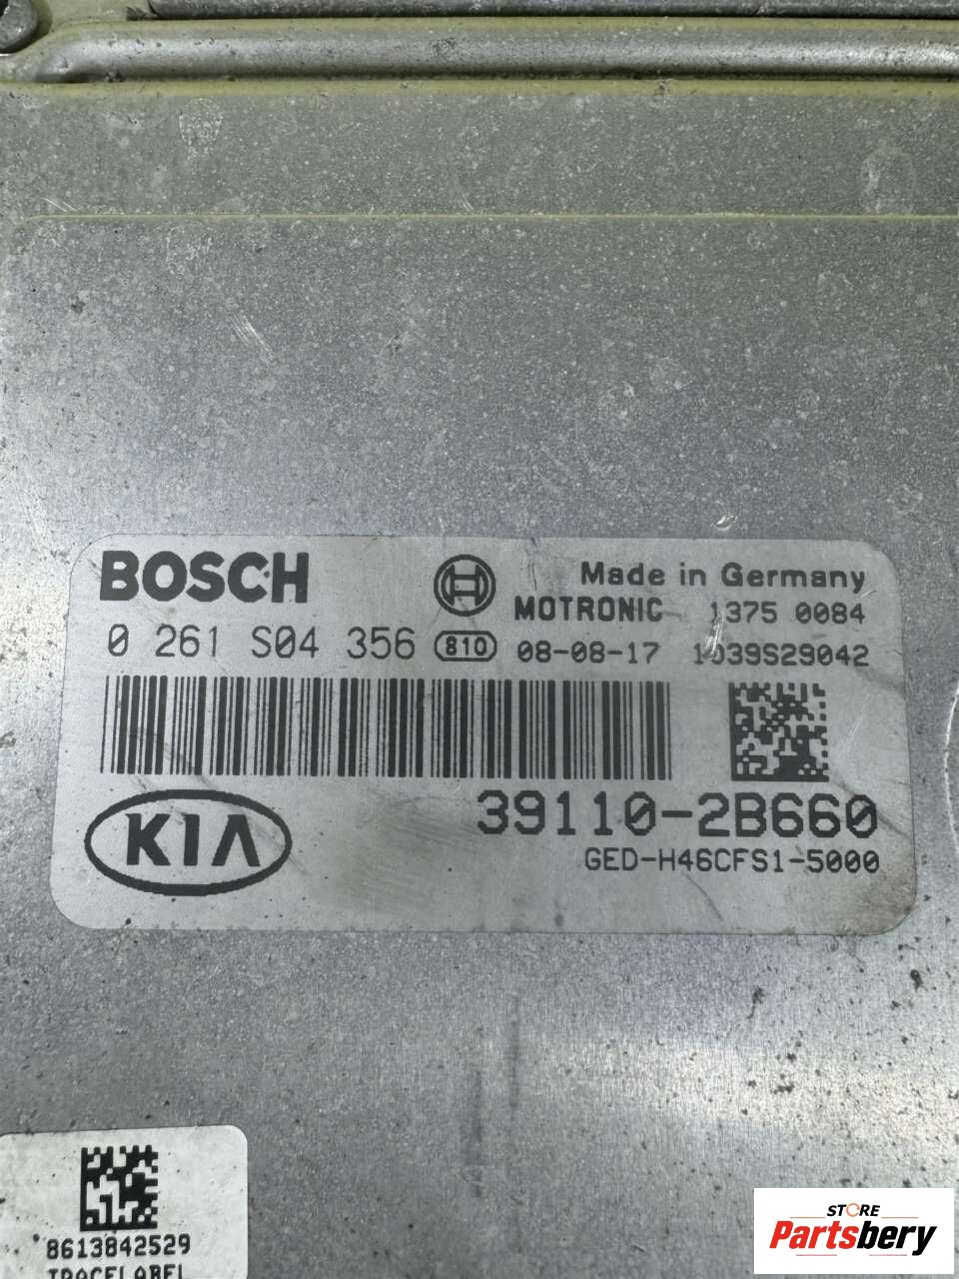 BOSCH
Made in Germany
MOTRONIC 1375 0084
0 261 S04 356 810 08-08-17 1039S29042
KIA
39110-2B660
GED-H46CFS1-5000
8613842529
TRACELABEL
STORE
Partsbery